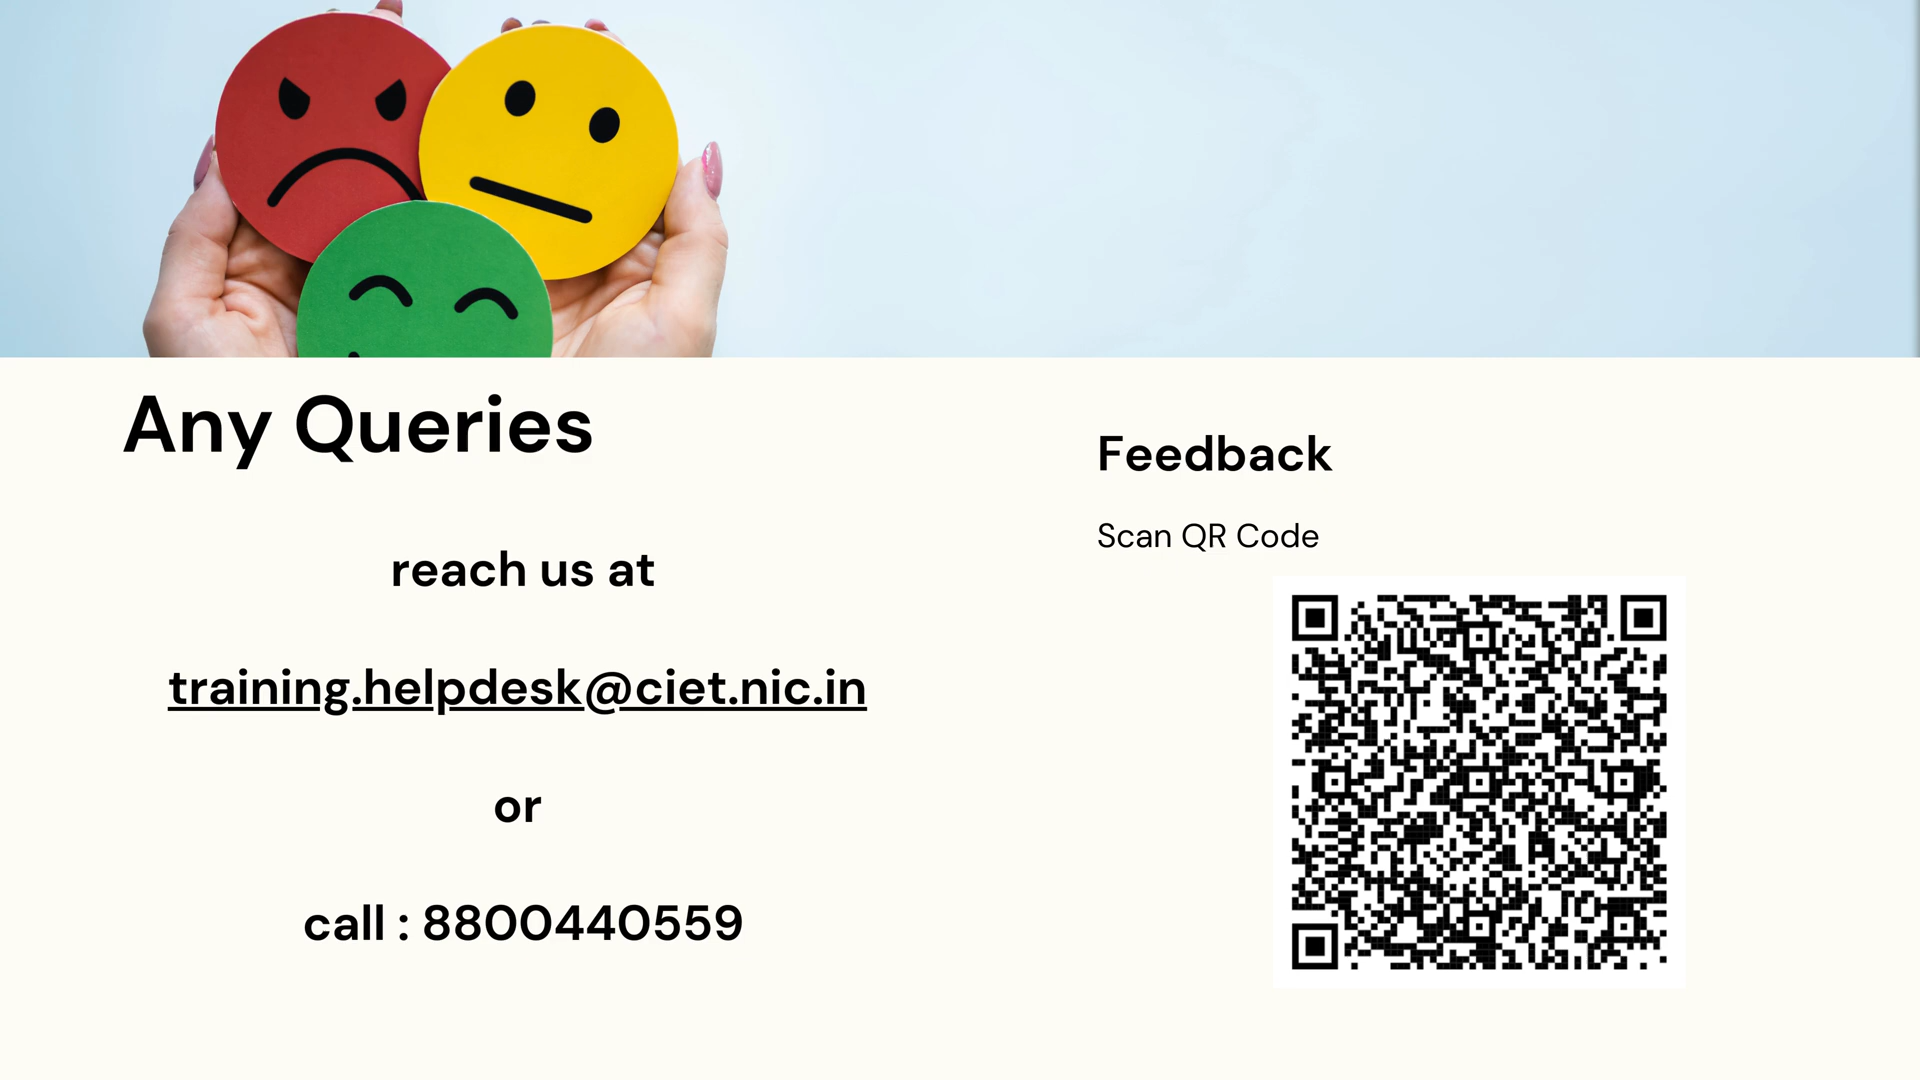 Any Queries
reach us at
training.helpdesk@ciet.nic.in
or
call : 8800440559
Feedback
Scan QR Code